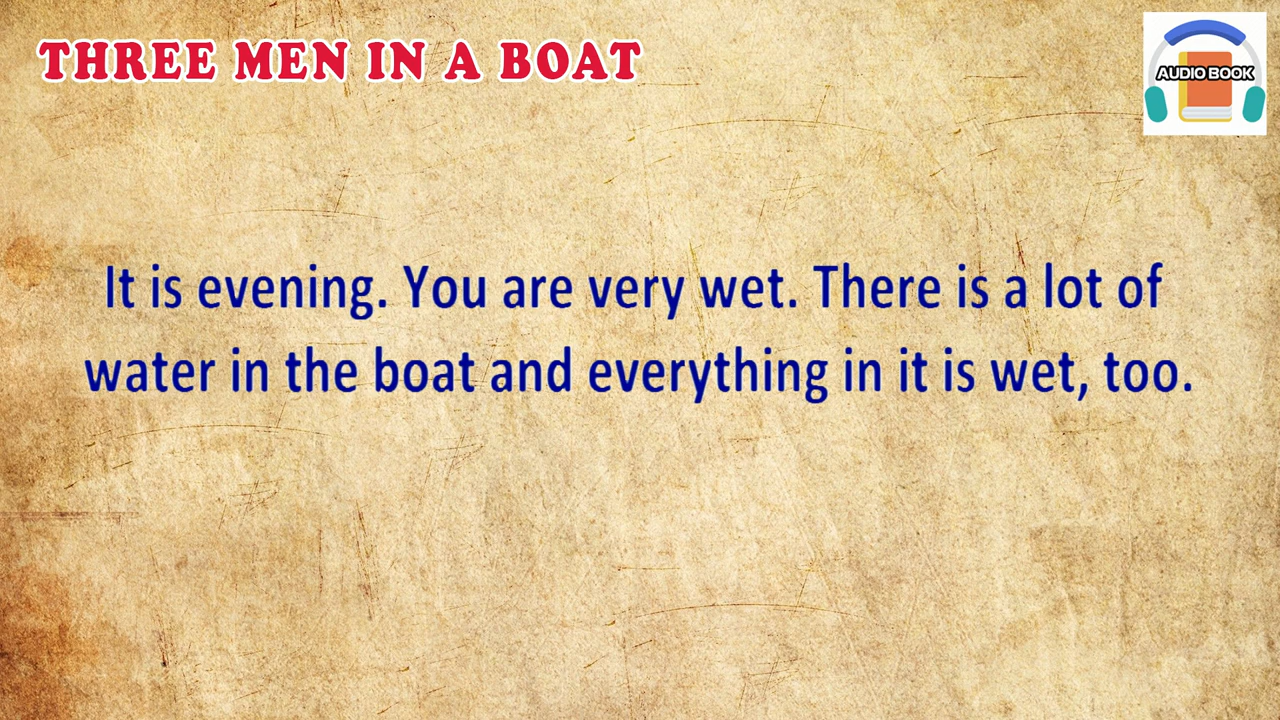 THREE MEN IN A BOAT
AUDIO BOOK
It is evening. You are very wet. There is a lot of
water in the boat and everything in it is wet, too.